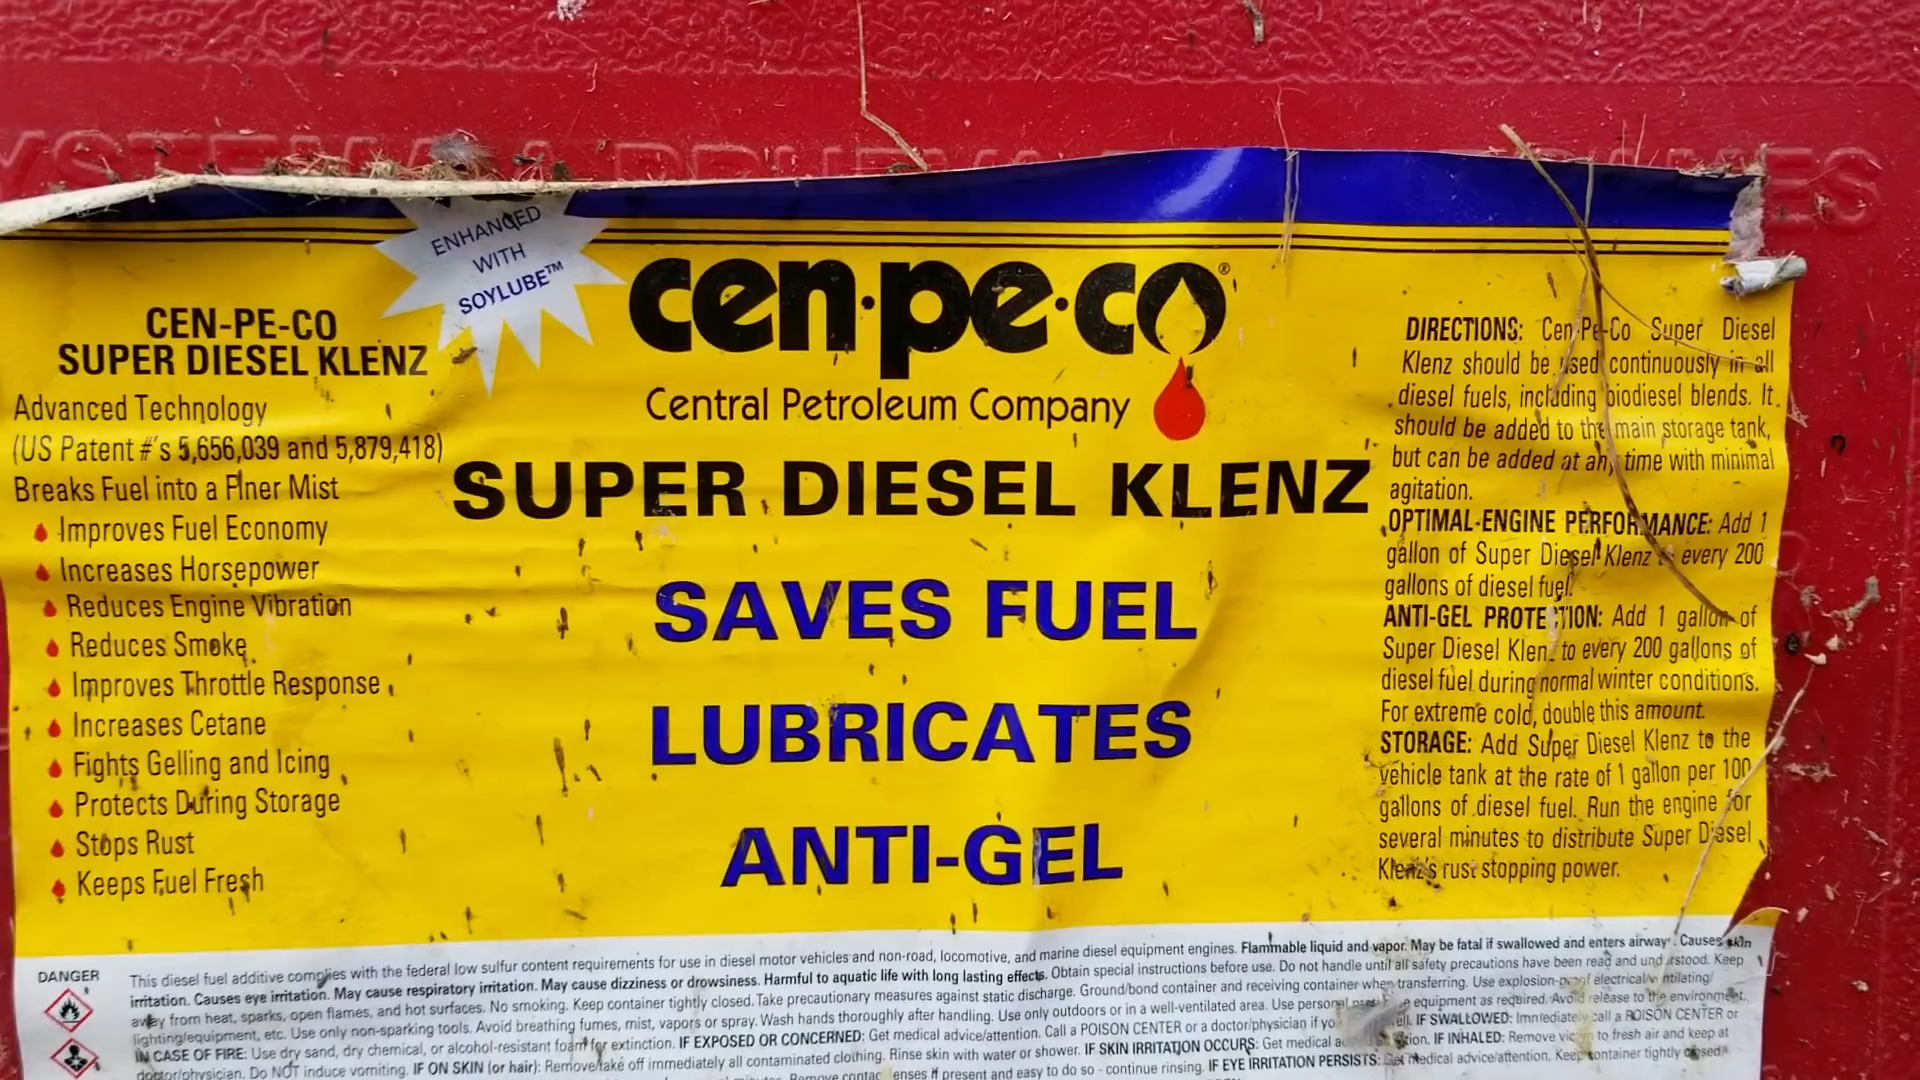 ENHANCED
WITH
SOYLUBE™
cen·pe·co®
Central Petroleum Company
SUPER DIESEL KLENZ
SAVES FUEL
LUBRICATES
ANTI-GEL
CEN-PE-CO
SUPER DIESEL KLENZ
Advanced Technology
(US Patent #'s 5,656,039 and 5,879,418)
Breaks Fuel into a Finer Mist
Improves Fuel Economy
Increases Horsepower
Reduces Engine Vibration
Reduces Smoke
Improves Throttle Response
Increases Cetane
Fights Gelling and Icing
Protects During Storage
Stops Rust
Keeps Fuel Fresh
DIRECTIONS: Cen-Pe-Co Super Diesel
Klenz should be used continuously in all
diesel fuels, including biodiesel blends. It
should be added to the main storage tank,
but can be added at any time with minimal
agitation.
OPTIMAL-ENGINE PERFORMANCE: Add 1
gallon of Super Diesel Klenz to every 200
gallons of diesel fuel.
ANTI-GEL PROTECTION: Add 1 gallon of
Super Diesel Klenz to every 200 gallons of
diesel fuel during normal winter conditions.
For extreme cold, double this amount.
STORAGE: Add Super Diesel Klenz to the
vehicle tank at the rate of 1 gallon per 100
gallons of diesel fuel. Run the engine for
several minutes to distribute Super Diesel
Klenz's rust stopping power.
DANGER
This diesel fuel additive complies with the federal low sulfur content requirements for use in diesel motor vehicles and non-road, locomotive, and marine diesel equipment engines. Flammable liquid and vapor. May be fatal if swallowed and enters airway. Causes skin
irritation. Causes eye irritation. May cause respiratory irritation. May cause dizziness or drowsiness. Harmful to aquatic life with long lasting effects. Obtain special instructions before use. Do not handle until all safety precautions have been read and understood. Keep
away from heat, sparks, open flames, and hot surfaces. No smoking. Keep container tightly closed. Take precautionary measures against static discharge. Ground/bond container and receiving container when transferring. Use explosion-proof electrical/ventilating/
lighting/equipment, etc. Use only non-sparking tools. Avoid breathing fumes, mist, vapors or spray. Wash hands thoroughly after handling. Use only outdoors or in a well-ventilated area. Use personal equipment as required. Avoid release to the environment.
IN CASE OF FIRE: Use dry sand, dry chemical, or alcohol-resistant foam for extinction. IF EXPOSED OR CONCERNED: Get medical advice/attention. Call a POISON CENTER or a doctor/physician if you IF SWALLOWED: Immediately call a POISON CENTER or
doctor/physician. Do NOT induce vomiting. IF ON SKIN (or hair): Remove/take off immediately all contaminated clothing. Rinse skin with water or shower. IF SKIN IRRITATION OCCURS: Get medical IF INHALED: Remove victim to fresh air and keep at
if present and easy to do so - continue rinsing. IF EYE IRRITATION PERSISTS: Get medical advice/attention. Keep container tightly closed